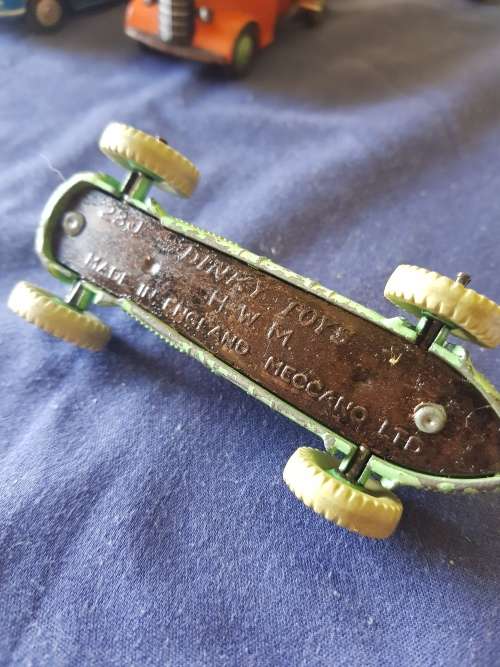 23J
DINKY TOYS
H.W.M.
MADE IN ENGLAND MECCANO LTD